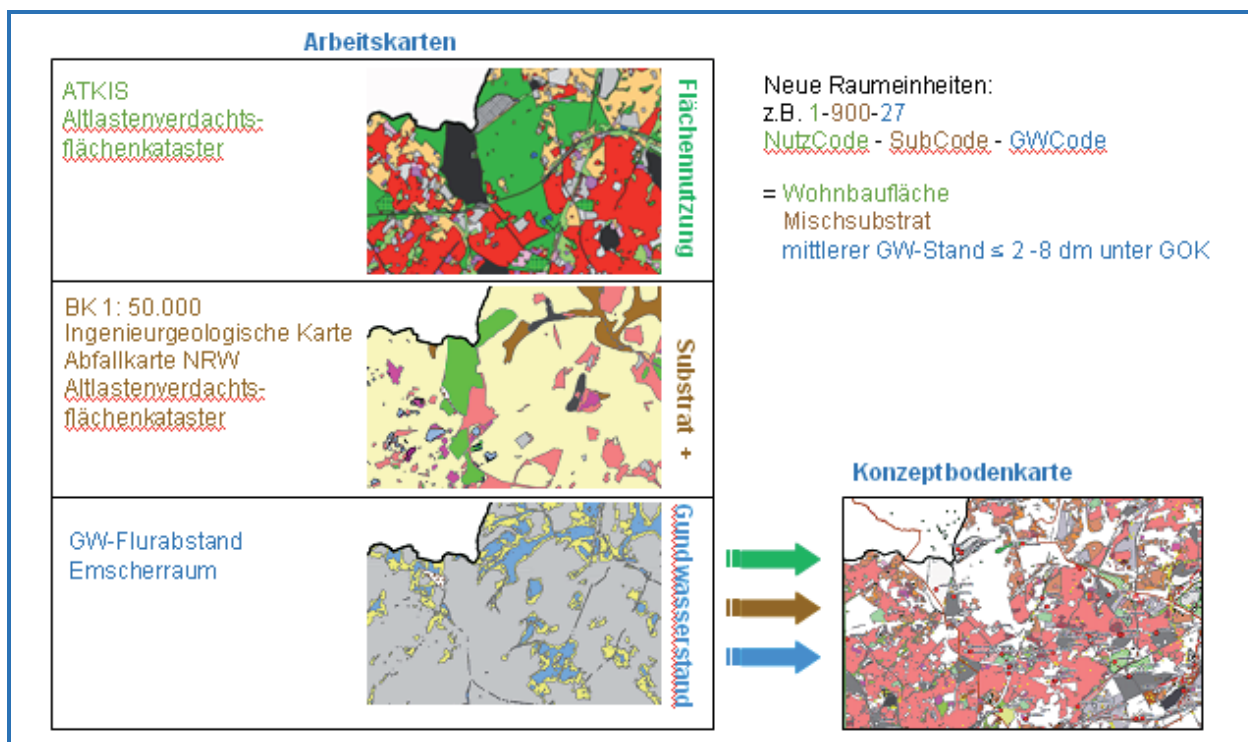 Arbeitskarten
ATKIS
Altlastenverdachts-
flächenkataster
Flächennutzung
BK 1: 50.000
Ingenieurgeologische Karte
Abfallkarte NRW
Altlastenverdachts-
flächenkataster
Substrat +
GW-Flurabstand
Emscherraum
Gundwasserstand
Neue Raumeinheiten:
z.B. 1-900-27
NutzCode - SubCode - GWCode
= Wohnbaufläche
Mischsubstrat
mittlerer GW-Stand ≤ 2 -8 dm unter GOK
Konzeptbodenkarte